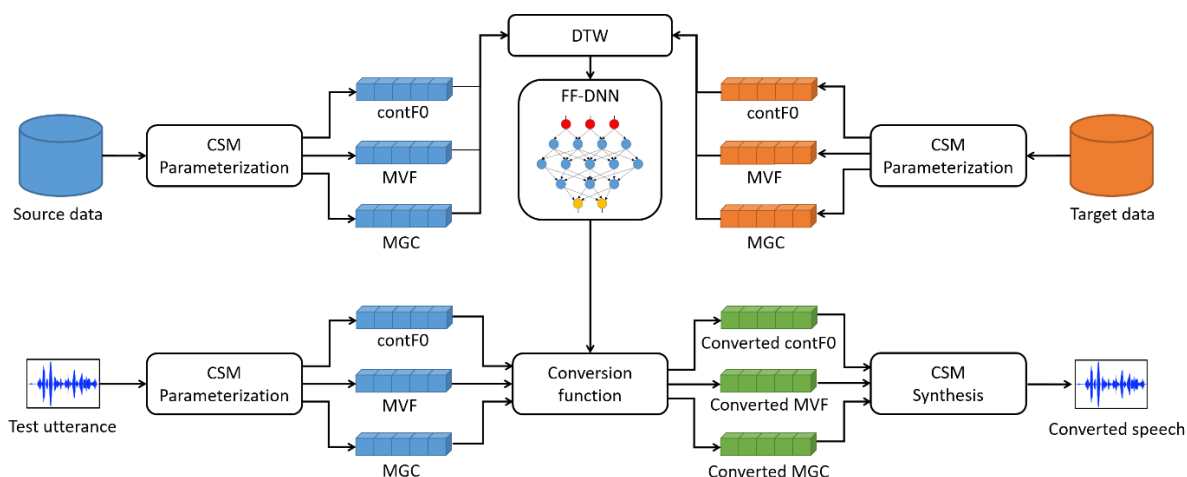 DTW
FF-DNN
contF0
contF0
CSM
Parameterization
MVF
MVF
CSM
Parameterization
Source data
MGC
MGC
Target data
contF0
Converted contF0
Test utterance
CSM
Parameterization
MVF
Conversion
function
Converted MVF
CSM
Synthesis
Converted speech
MGC
Converted MGC